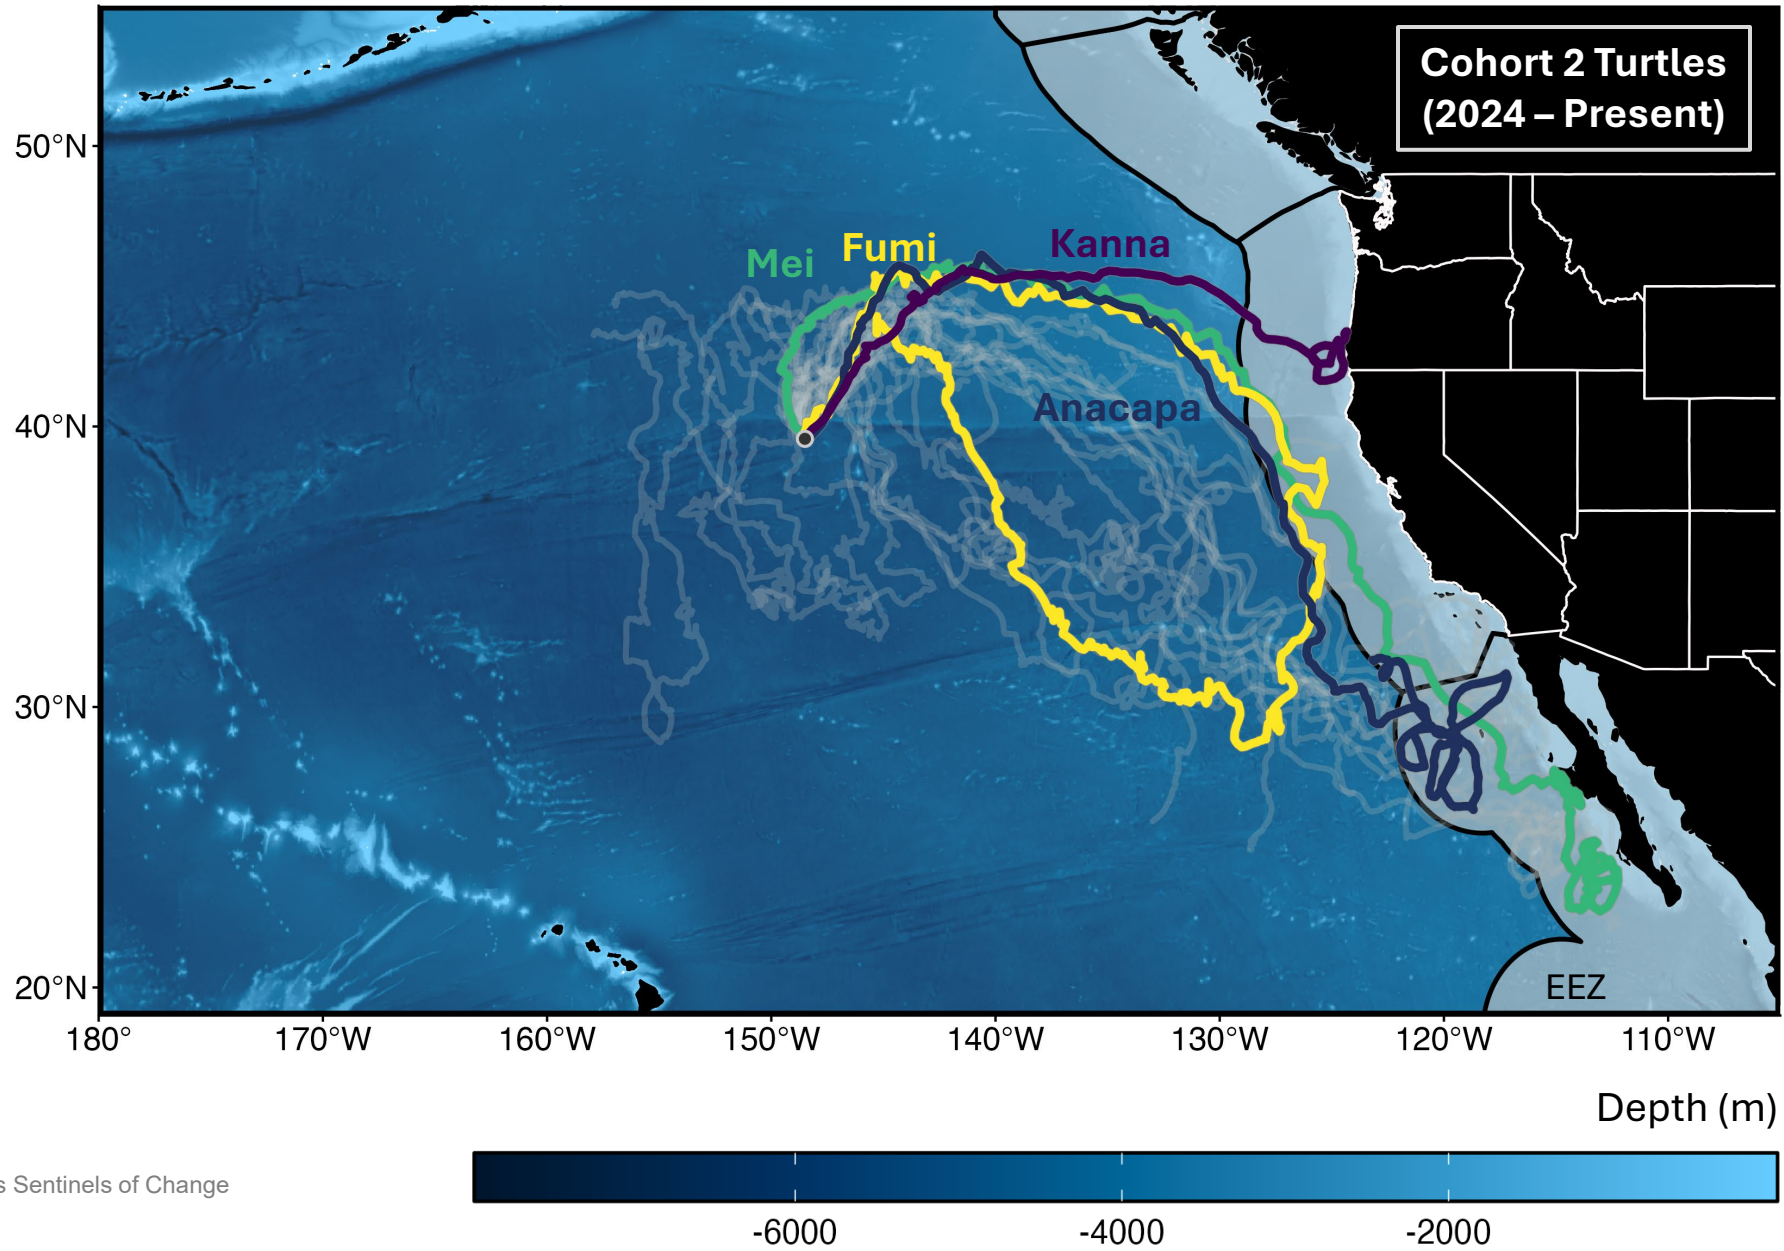 Cohort 2 Turtles
(2024 – Present)
50°N
40°N
30°N
20°N
Mei
Fumi
Kanna
Anacapa
EEZ
180°
170°W
160°W
150°W
140°W
130°W
120°W
110°W
Depth (m)
s Sentinels of Change
-6000
-4000
-2000